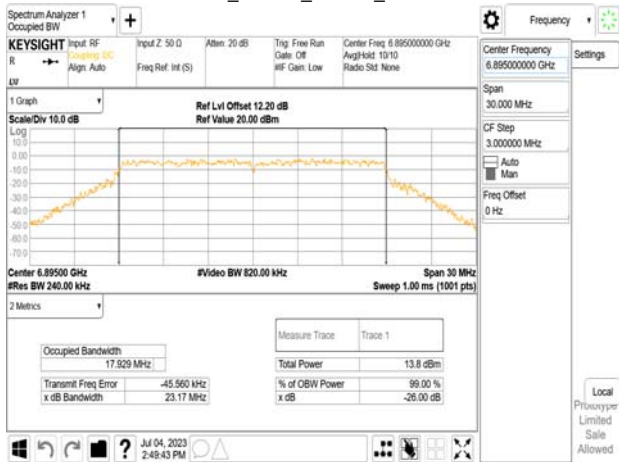 Spectrum Analyzer 1
Occupied BW
Frequency
KEYSIGHT Input: RF Input Z: 50 Ω Atten: 20 dB Trig: Free Run Center Freq: 6.895000000 GHz
R Coupling: DC Gate: Off Avg|Hold: 10/10
Align: Auto Freq Ref: Int (S) #IF Gain: Low Radio Std: None
Center Frequency
6.895000000 GHz
Settings
Span
30.000 MHz
CF Step
3.000000 MHz
Auto
Man
Freq Offset
0 Hz
1 Graph
Ref Lvl Offset 12.20 dB
Scale/Div 10.0 dB Ref Value 20.00 dBm
Log
10.0
0.00
-10.0
-20.0
-30.0
-40.0
-50.0
-60.0
-70.0
Center 6.89500 GHz #Video BW 820.00 kHz Span 30 MHz
#Res BW 240.00 kHz Sweep 1.00 ms (1001 pts)
2 Metrics
Measure Trace Trace 1
Occupied Bandwidth
17.929 MHz Total Power 13.8 dBm
Transmit Freq Error -45.560 kHz % of OBW Power 99.00 %
x dB Bandwidth 23.17 MHz x dB -26.00 dB
Local
Prototype
Limited
Sale
Allowed
Jul 04, 2023
2:49:43 PM